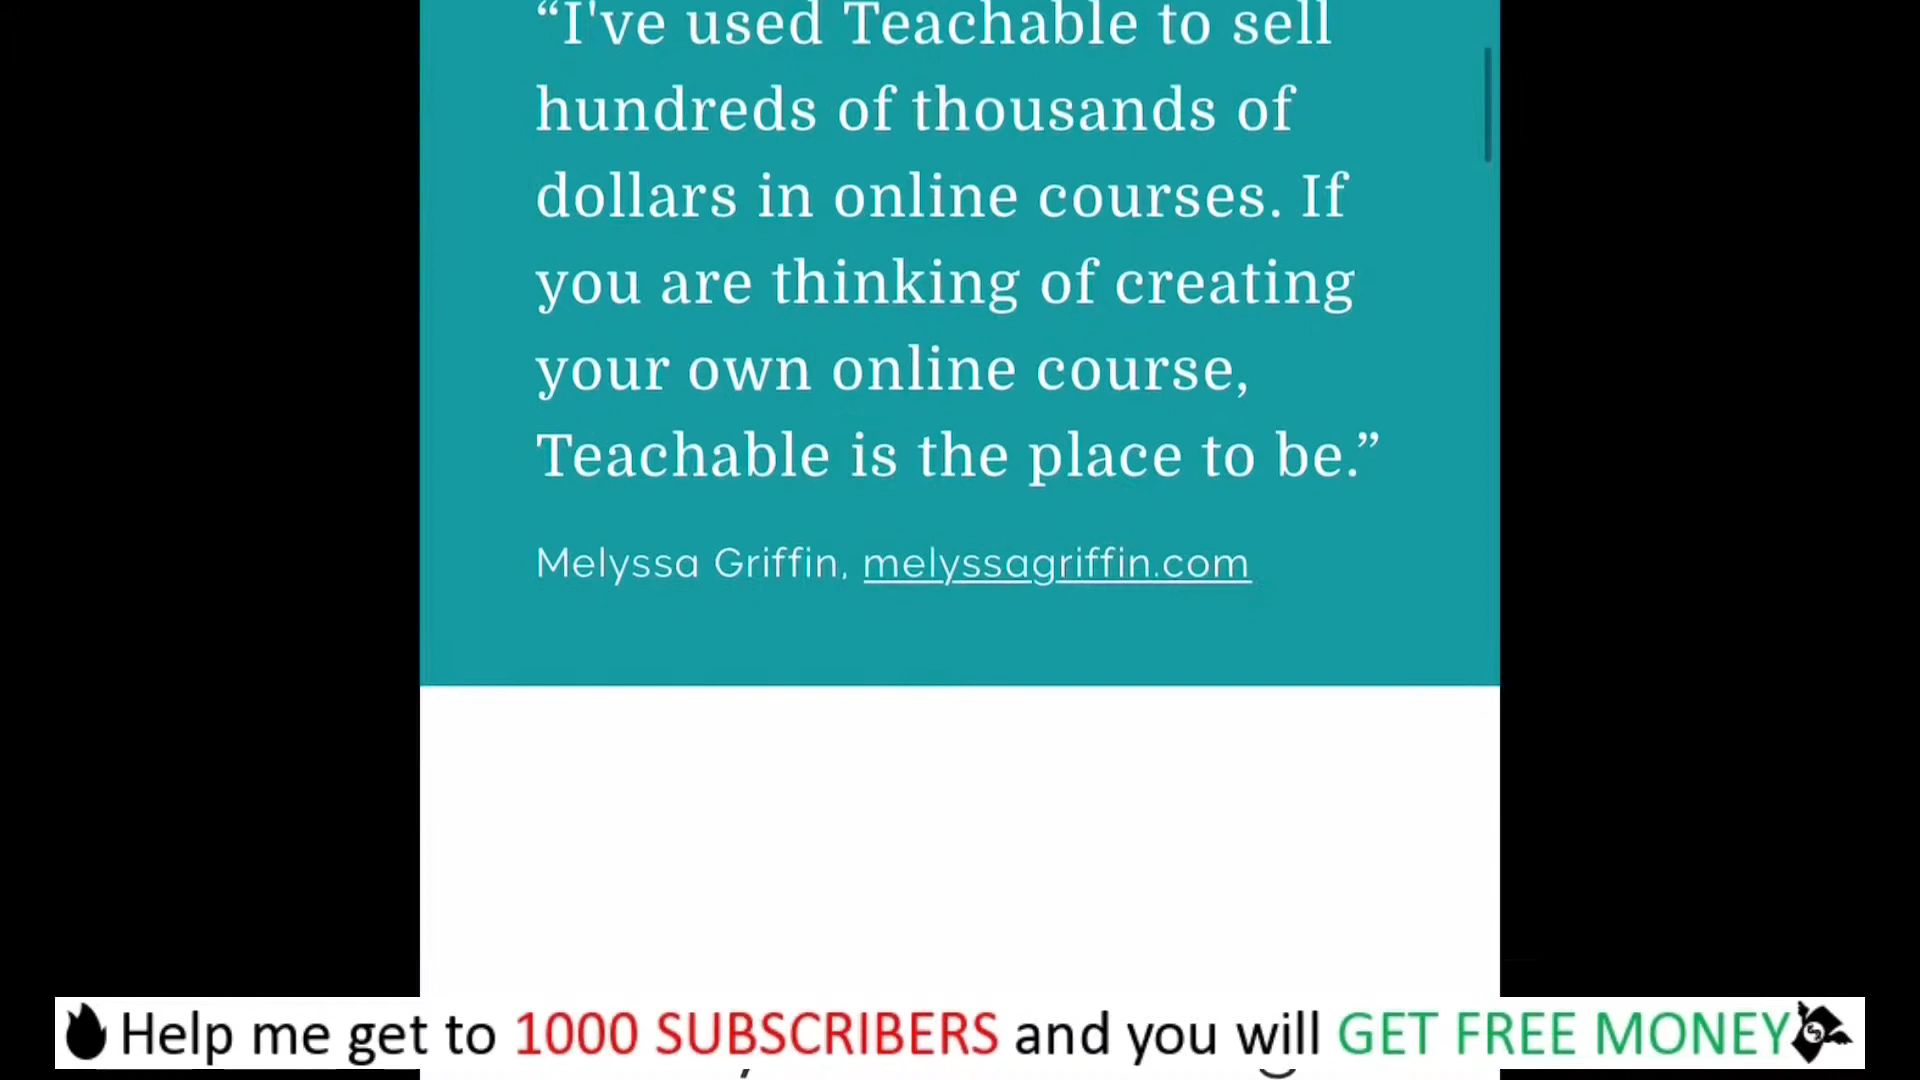 “I've used Teachable to sell
hundreds of thousands of
dollars in online courses. If
you are thinking of creating
your own online course,
Teachable is the place to be.”
Melyssa Griffin, melyssagriffin.com
Help me get to 1000 SUBSCRIBERS and you will GET FREE MONEY